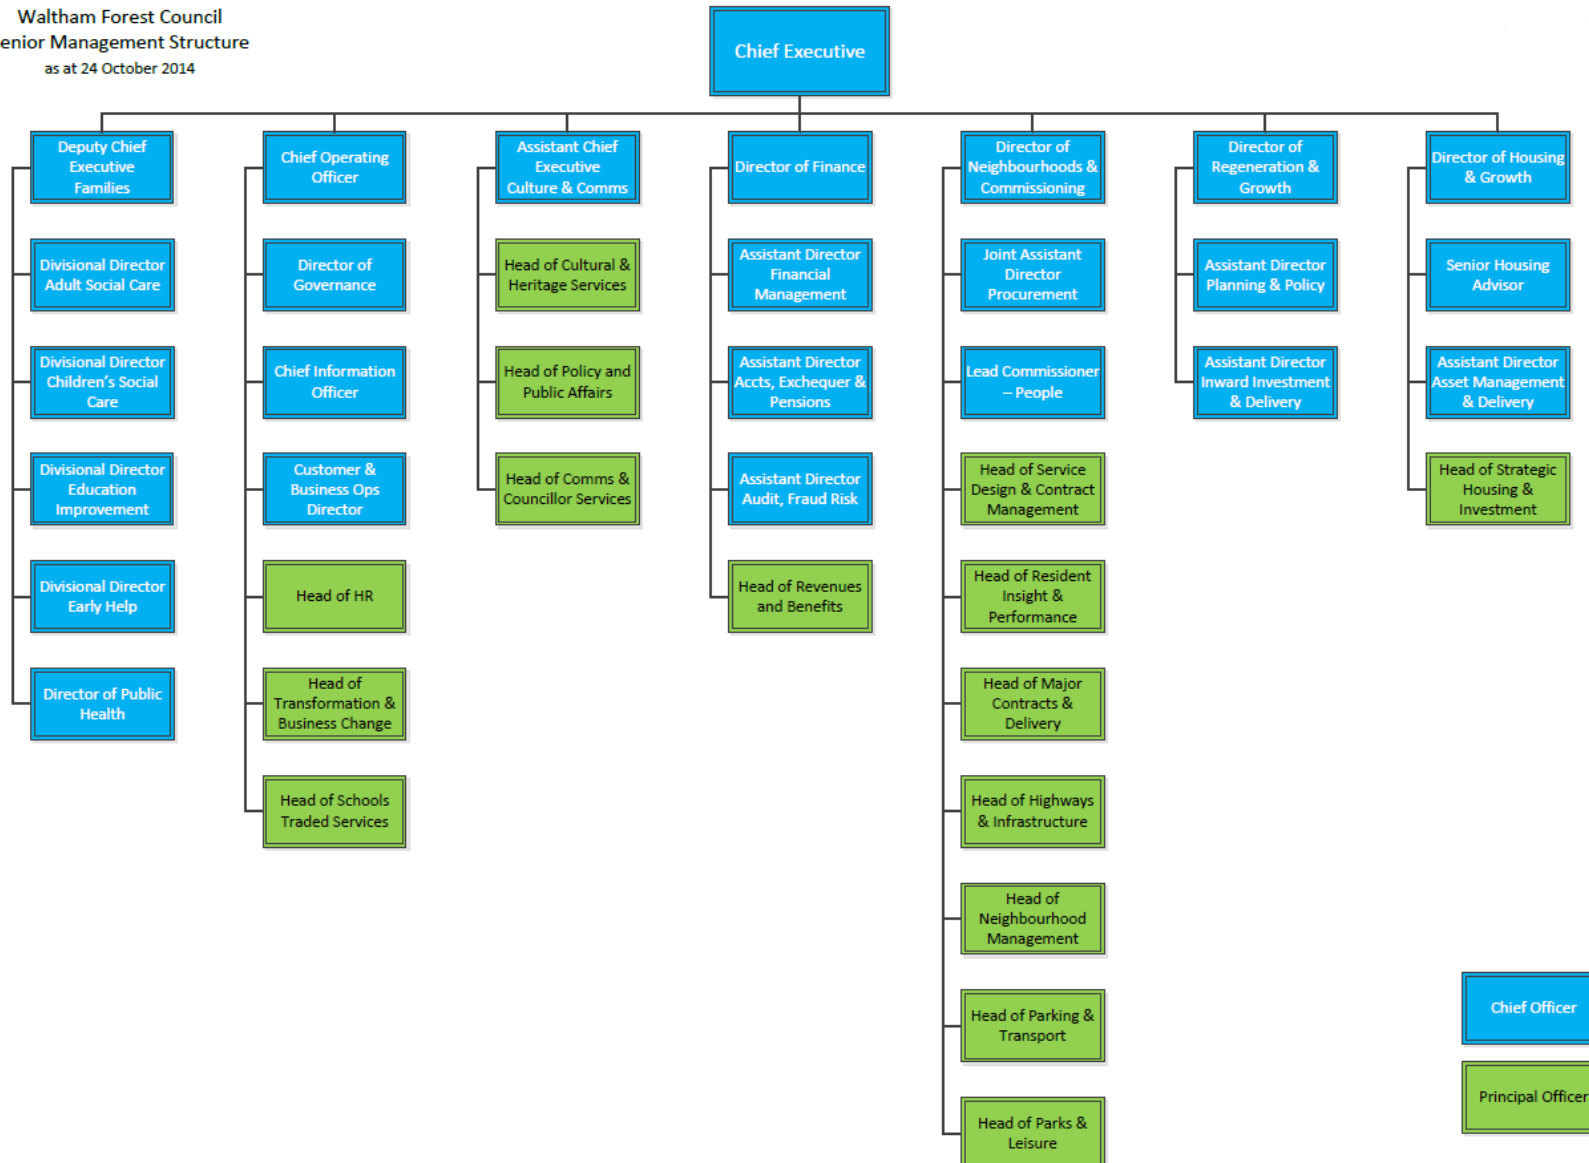 Waltham Forest Council
enior Management Structure
as at 24 October 2014
Chief Executive
Deputy Chief
Executive
Families
Divisional Director
Adult Social Care
Divisional Director
Children's Social
Care
Divisional Director
Education
Improvement
Divisional Director
Early Help
Director of Public
Health
Chief Operating
Officer
Director of
Governance
Chief Information
Officer
Customer &
Business Ops
Director
Head of HR
Head of
Transformation &
Business Change
Head of Schools
Traded Services
Assistant Chief
Executive
Culture & Comms
Head of Cultural &
Heritage Services
Head of Policy and
Public Affairs
Head of Comms &
Councillor Services
Director of Finance
Assistant Director
Financial
Management
Assistant Director
Accts, Exchequer &
Pensions
Assistant Director
Audit, Fraud Risk
Head of Revenues
and Benefits
Director of
Neighbourhoods &
Commissioning
Joint Assistant
Director
Procurement
Lead Commissioner
– People
Head of Service
Design & Contract
Management
Head of Resident
Insight &
Performance
Head of Major
Contracts &
Delivery
Head of Highways
& Infrastructure
Head of
Neighbourhood
Management
Head of Parking &
Transport
Head of Parks &
Leisure
Director of
Regeneration &
Growth
Assistant Director
Planning & Policy
Assistant Director
Inward Investment
& Delivery
Director of Housing
& Growth
Senior Housing
Advisor
Assistant Director
Asset Management
& Delivery
Head of Strategic
Housing &
Investment
Chief Officer
Principal Officer